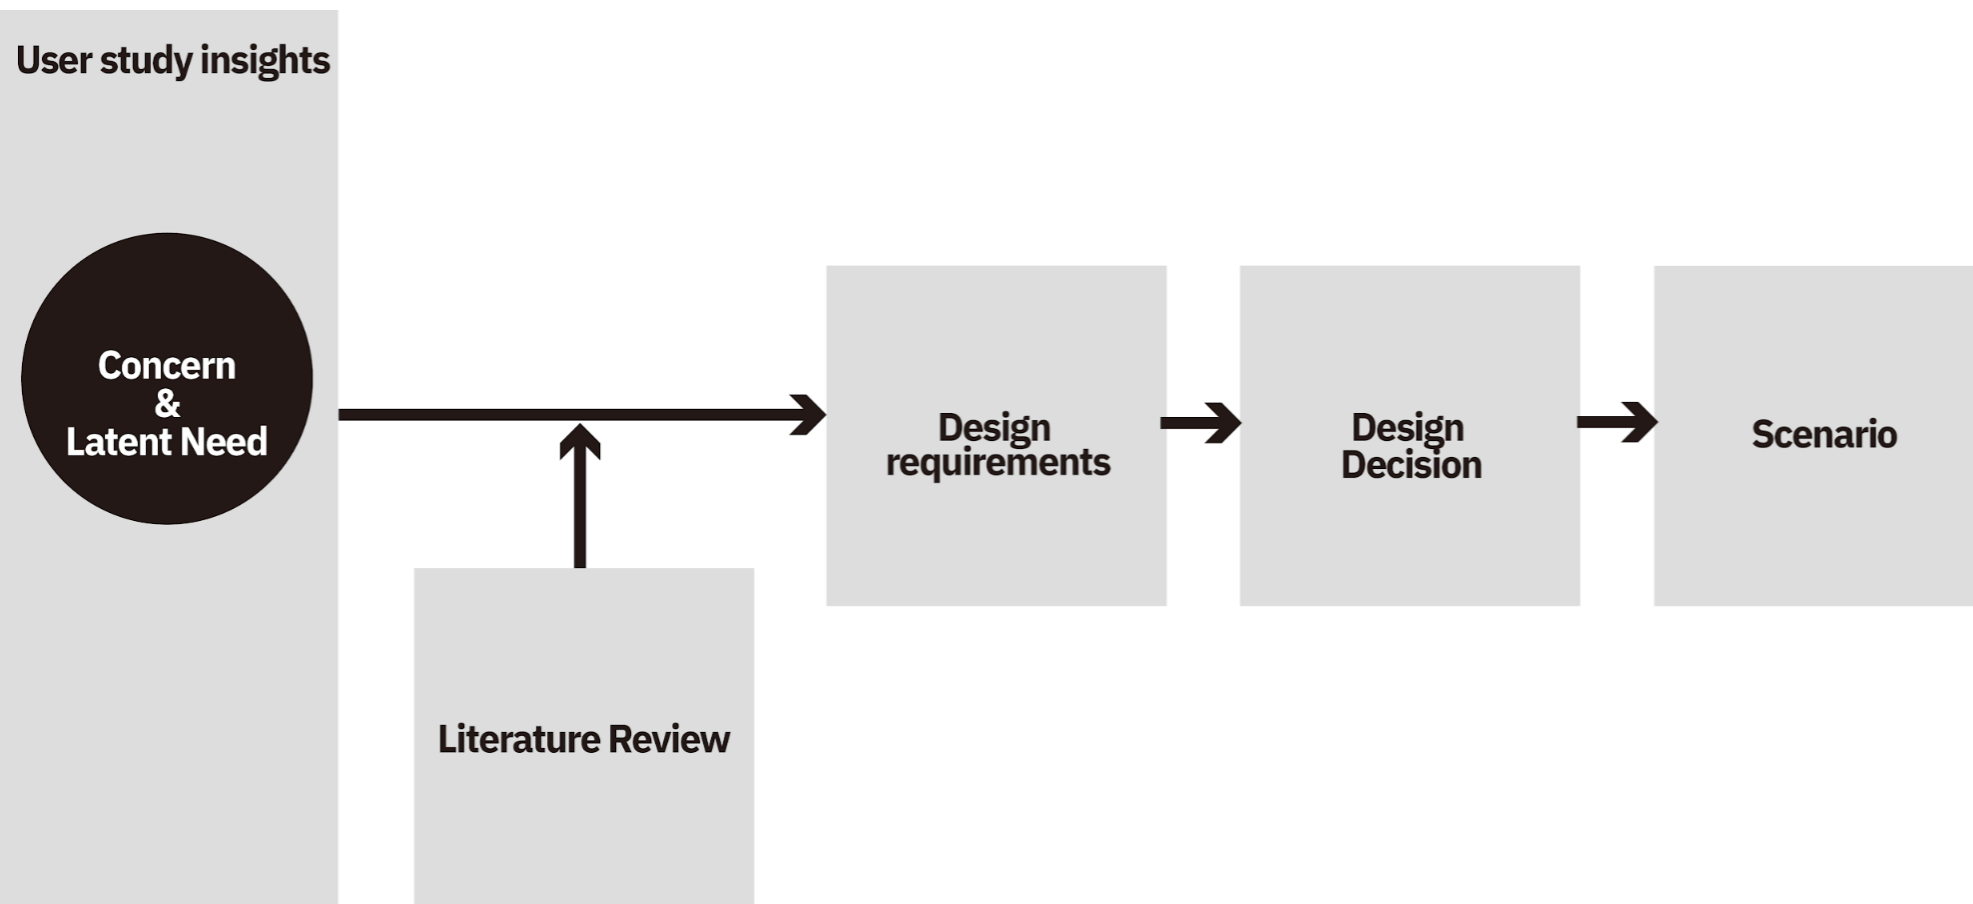 User study insights
Concern
&
Latent Need
Literature Review
Design
requirements
Design
Decision
Scenario